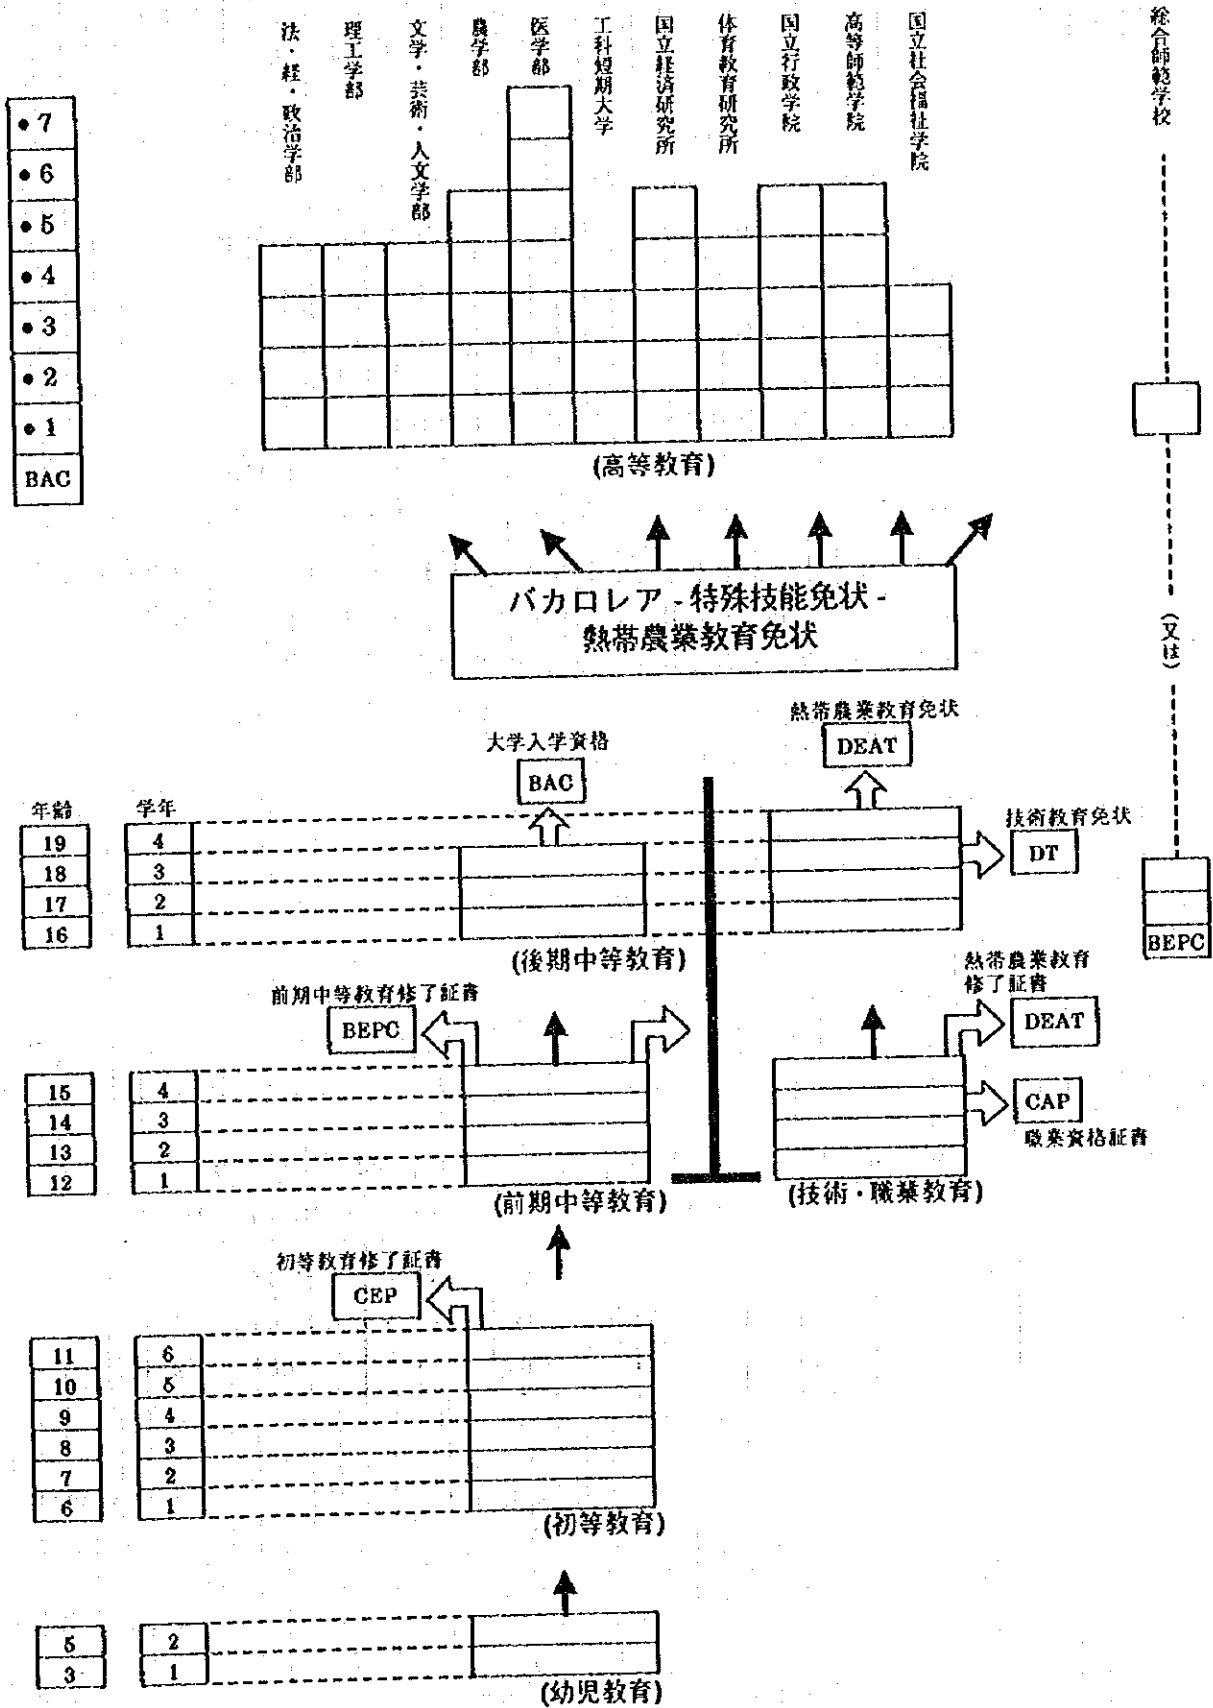 法・経・政治学部
理工学部
文学・芸術・人文学部
農学部
医学部
工科短期大学
国立経済研究所
体育教育研究所
国立行政学院
高等師範学院
国立社会福祉学院
総合師範学校
• 7
• 6
• 5
• 4
• 3
• 2
• 1
BAC
(高等教育)
バカロレア - 特殊技能免状 -
熱帯農業教育免状
(又は)
熱帯農業教育免状
DEAT
大学入学資格
BAC
年齢
学年
技術教育免状
DT
19
4
18
3
17
2
16
1
BEPC
(後期中等教育)
熱帯農業教育
修了証書
DEAT
前期中等教育修了証書
BEPC
15
4
14
3
13
2
12
1
CAP
職業資格証書
(前期中等教育)
(技術・職業教育)
初等教育修了証書
CEP
11
6
10
5
9
4
8
3
7
2
6
1
(初等教育)
5
2
3
1
(幼児教育)